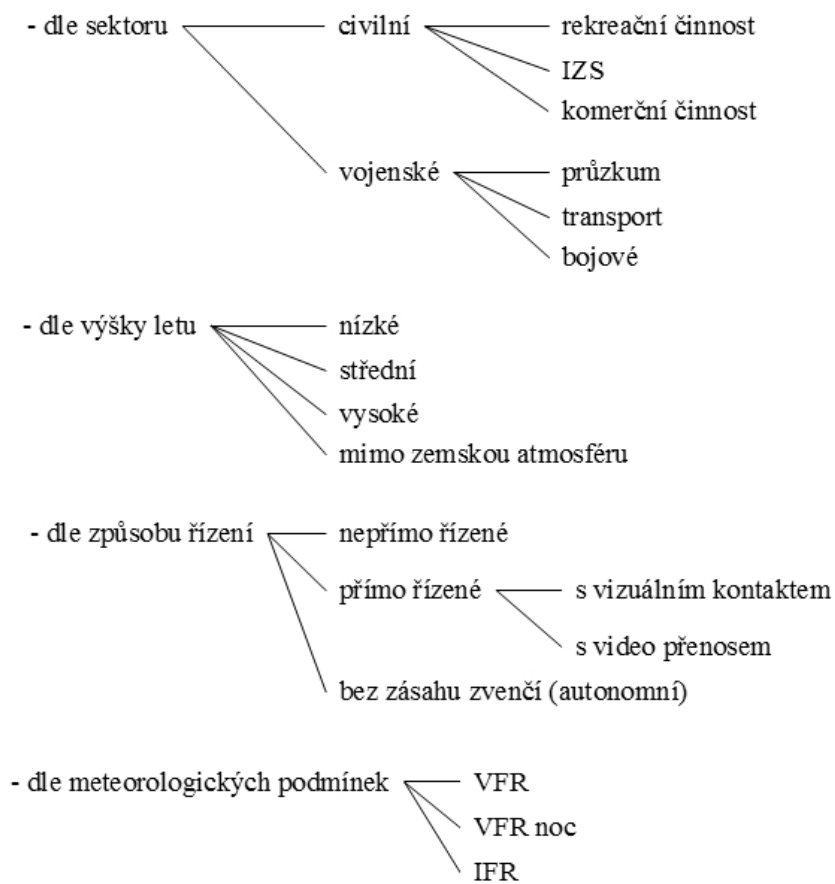 - dle sektoru civilní rekreační činnost
IZS
komerční činnost
vojenské průzkum
transport
bojové
- dle výšky letu nízké
střední
vysoké
mimo zemskou atmosféru
- dle způsobu řízení nepřímo řízené
přímo řízené s vizuálním kontaktem
s video přenosem
bez zásahu zvenčí (autonomní)
- dle meteorologických podmínek VFR
VFR noc
IFR